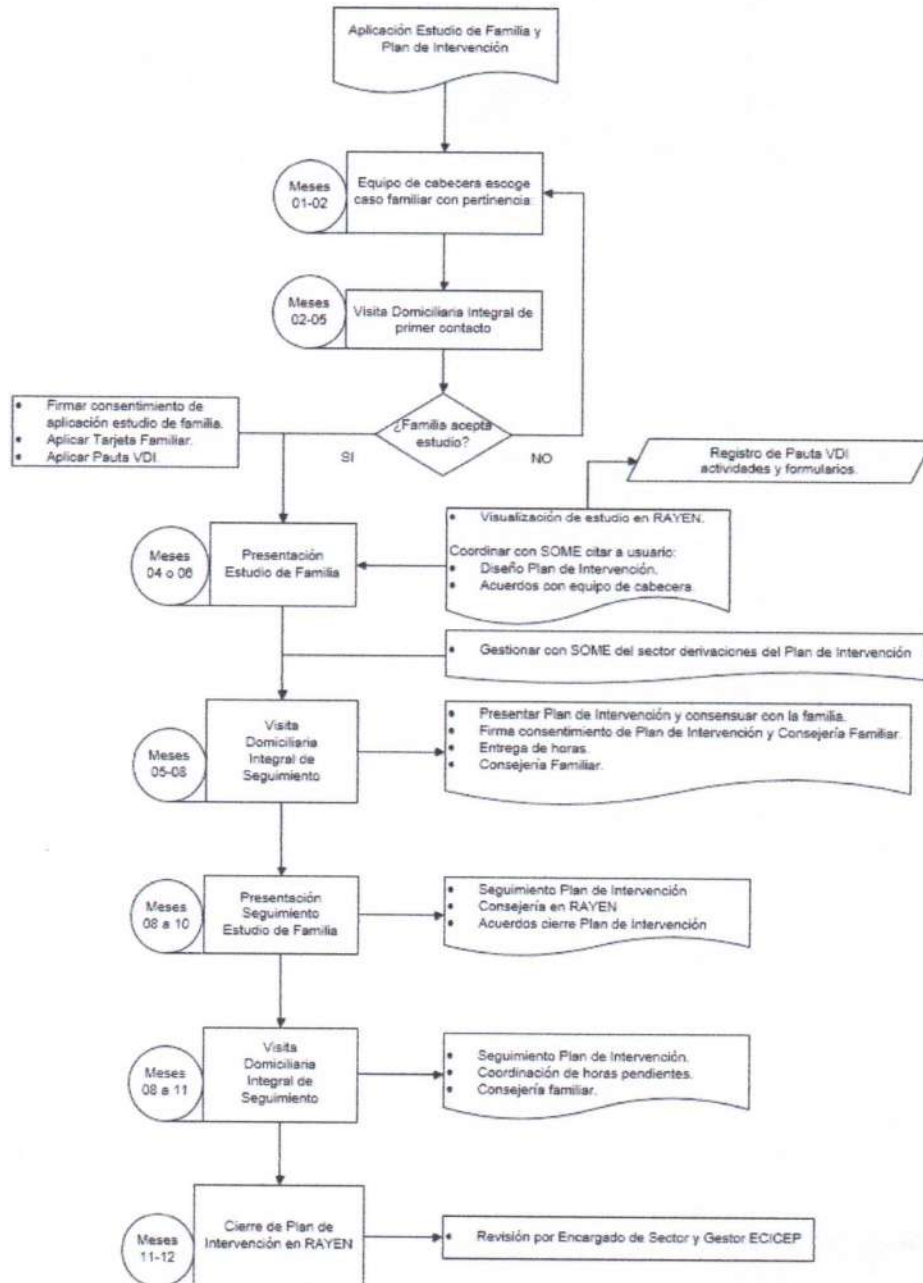 Aplicación Estudio de Familia y
Plan de Intervención
Meses
01-02
Equipo de cabecera escoge
caso familiar con pertinencia.
Meses
02-05
Visita Domiciliaria Integral de
primer contacto
• Firmar consentimiento de
aplicación estudio de familia.
• Aplicar Tarjeta Familiar.
• Aplicar Pauta VDI.
¿Familia acepta
estudio?
SI
NO
Registro de Pauta VDI
actividades y formularios.
Meses
04 o 06
Presentación
Estudio de Familia
• Visualización de estudio en RAYEN.
Coordinar con SOME citar a usuario:
• Diseño Plan de Intervención.
• Acuerdos con equipo de cabecera.
• Gestionar con SOME del sector derivaciones del Plan de Intervención
Meses
05-08
Visita
Domiciliaria
Integral de
Seguimiento
• Presentar Plan de Intervención y consensuar con la familia.
• Firma consentimiento de Plan de Intervención y Consejería Familiar.
• Entrega de horas.
• Consejería Familiar.
Meses
08 a 10
Presentación
Seguimiento
Estudio de Familia
• Seguimiento Plan de Intervención
• Consejería en RAYEN
• Acuerdos cierre Plan de Intervención
Meses
08 a 11
Visita
Domiciliaria
Integral de
Seguimiento
• Seguimiento Plan de Intervención.
• Coordinación de horas pendientes.
• Consejería familiar.
Meses
11-12
Cierre de Plan de
Intervención en RAYEN
• Revisión por Encargado de Sector y Gestor ECICEP